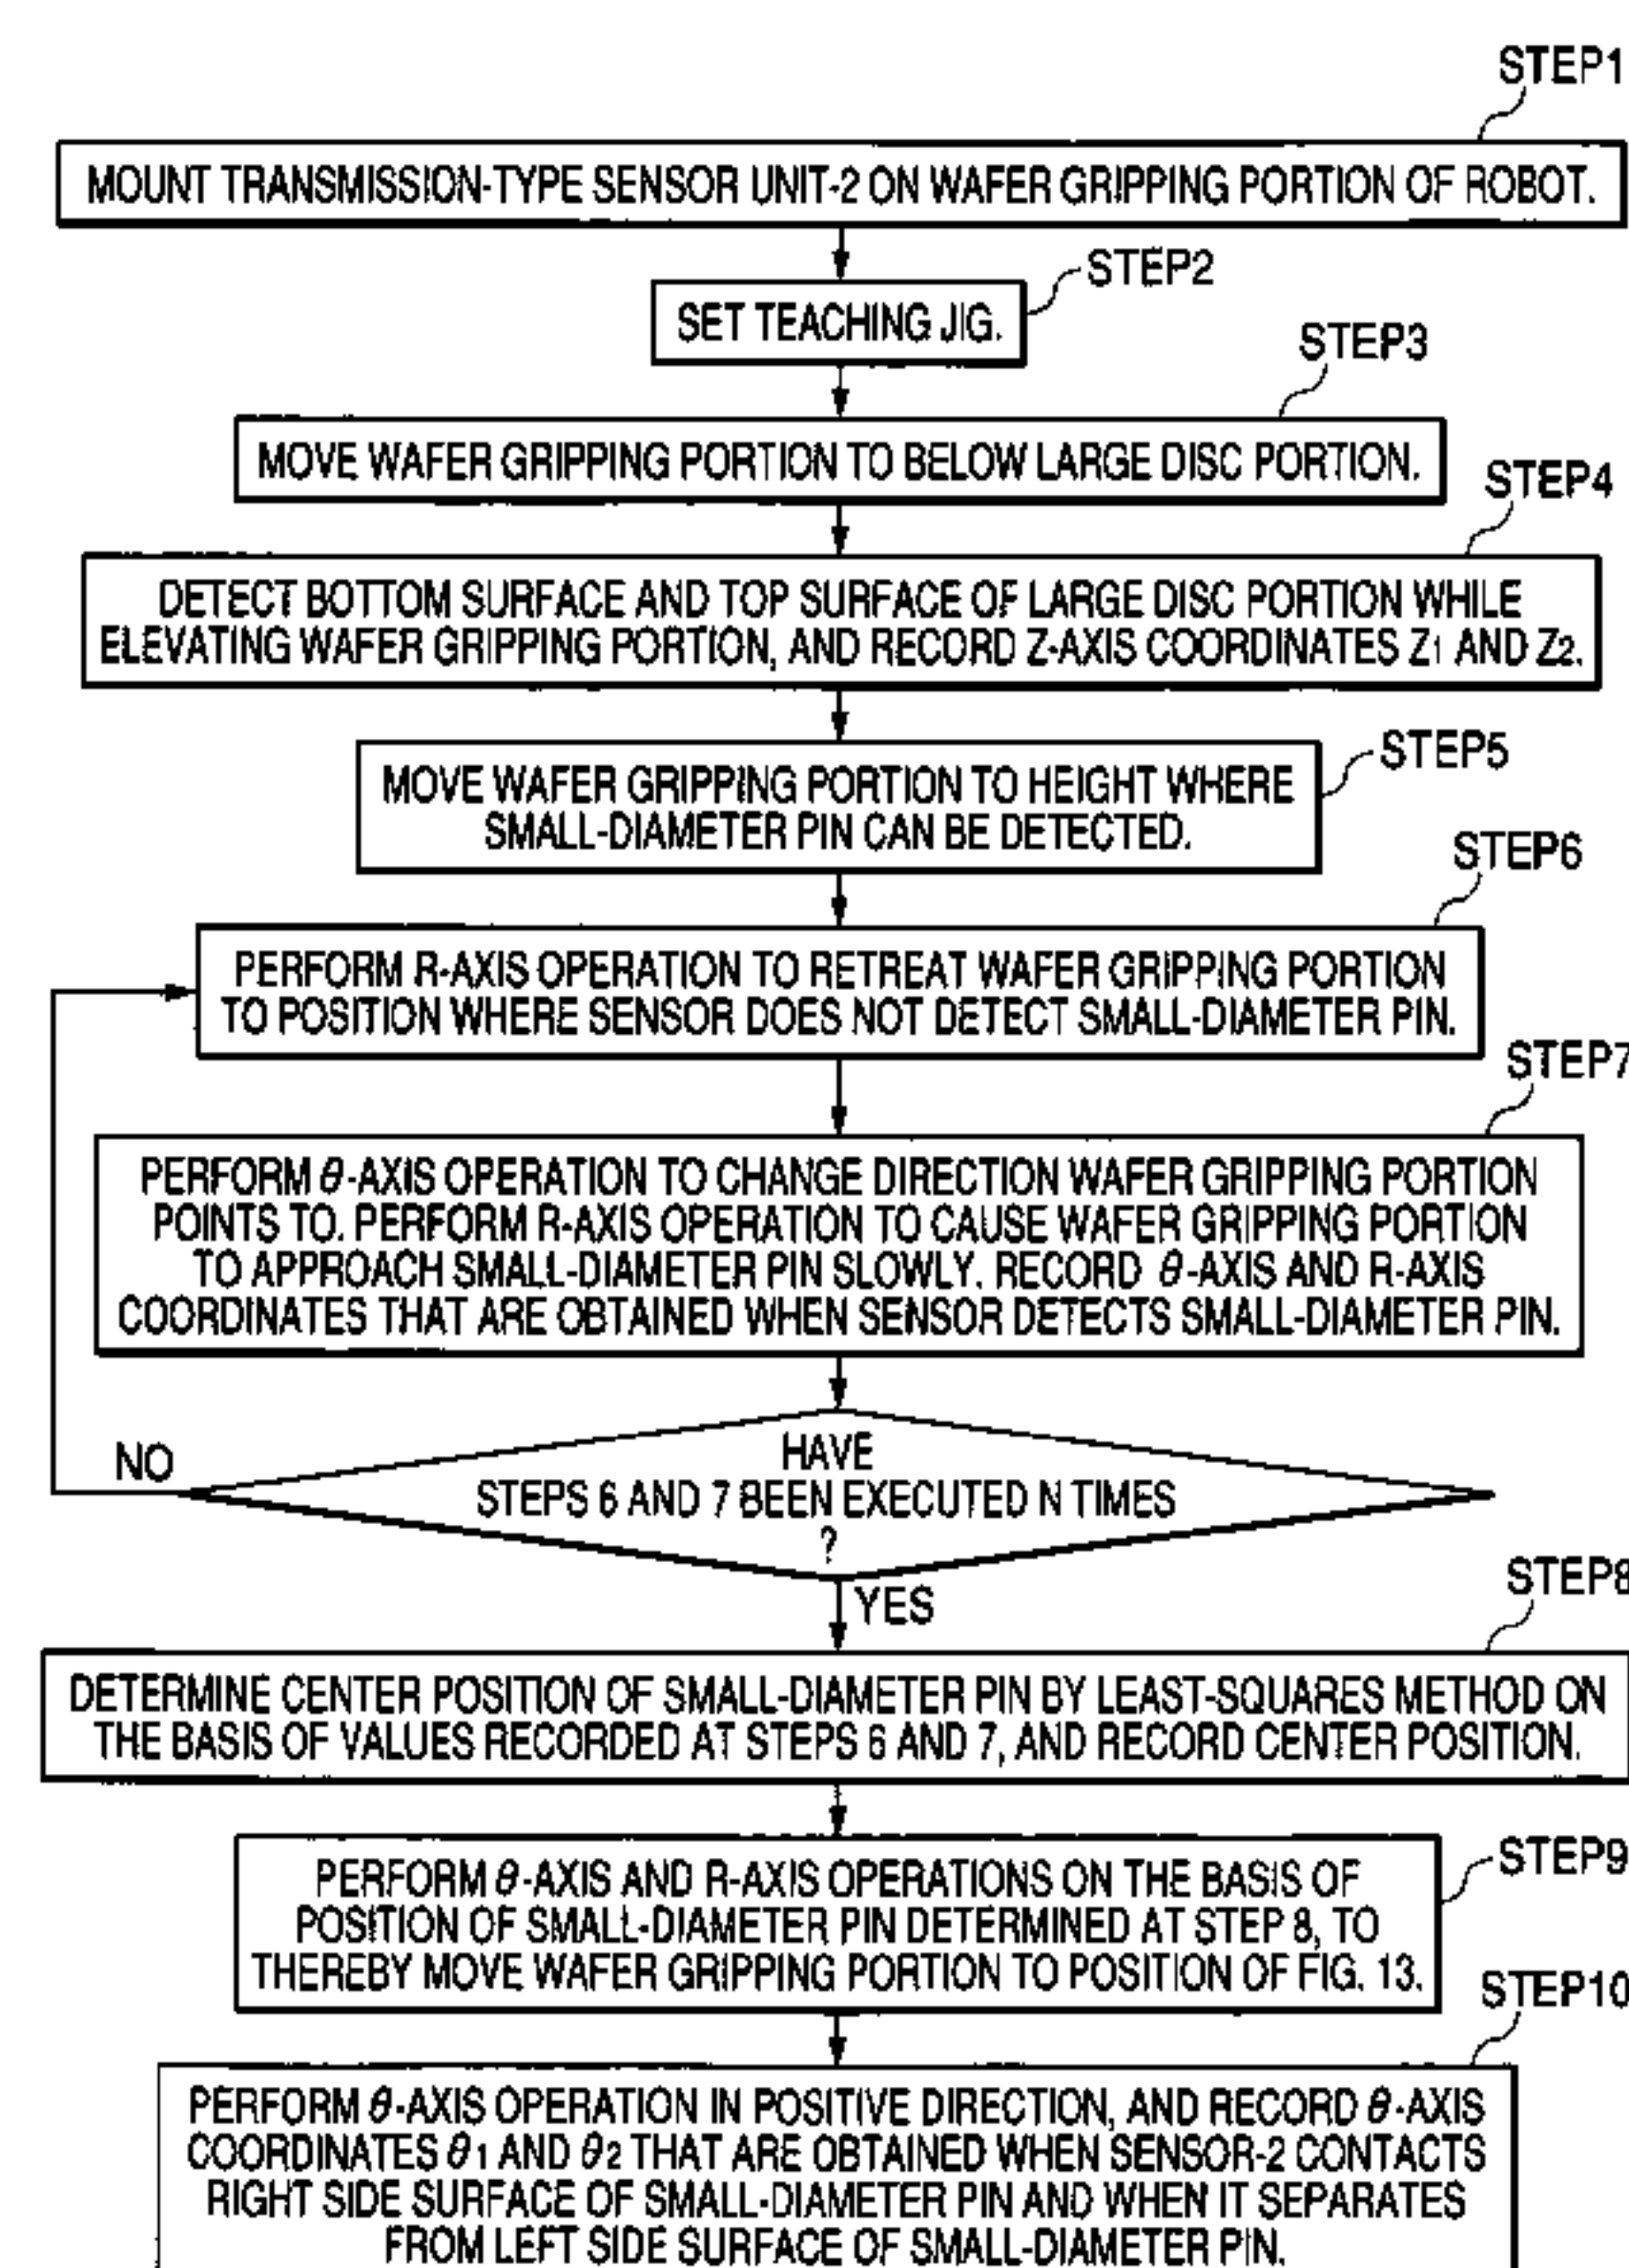 STEP1
MOUNT TRANSMISSION-TYPE SENSOR UNIT-2 ON WAFER GRIPPING PORTION OF ROBOT.
STEP2
SET TEACHING JIG.
STEP3
MOVE WAFER GRIPPING PORTION TO BELOW LARGE DISC PORTION.
STEP4
DETECT BOTTOM SURFACE AND TOP SURFACE OF LARGE DISC PORTION WHILE
ELEVATING WAFER GRIPPING PORTION, AND RECORD Z-AXIS COORDINATES Z1 AND Z2.
STEP5
MOVE WAFER GRIPPING PORTION TO HEIGHT WHERE
SMALL-DIAMETER PIN CAN BE DETECTED.
STEP6
PERFORM R-AXIS OPERATION TO RETREAT WAFER GRIPPING PORTION
TO POSITION WHERE SENSOR DOES NOT DETECT SMALL-DIAMETER PIN.
STEP7
PERFORM θ-AXIS OPERATION TO CHANGE DIRECTION WAFER GRIPPING PORTION
POINTS TO. PERFORM R-AXIS OPERATION TO CAUSE WAFER GRIPPING PORTION
TO APPROACH SMALL-DIAMETER PIN SLOWLY. RECORD θ-AXIS AND R-AXIS
COORDINATES THAT ARE OBTAINED WHEN SENSOR DETECTS SMALL-DIAMETER PIN.
NO
HAVE
STEPS 6 AND 7 BEEN EXECUTED N TIMES
?
YES
STEP8
DETERMINE CENTER POSITION OF SMALL-DIAMETER PIN BY LEAST-SQUARES METHOD ON
THE BASIS OF VALUES RECORDED AT STEPS 6 AND 7, AND RECORD CENTER POSITION.
STEP9
PERFORM θ-AXIS AND R-AXIS OPERATIONS ON THE BASIS OF
POSITION OF SMALL-DIAMETER PIN DETERMINED AT STEP 8, TO
THEREBY MOVE WAFER GRIPPING PORTION TO POSITION OF FIG. 13.
STEP10
PERFORM θ-AXIS OPERATION IN POSITIVE DIRECTION, AND RECORD θ-AXIS
COORDINATES θ1 AND θ2 THAT ARE OBTAINED WHEN SENSOR-2 CONTACTS
RIGHT SIDE SURFACE OF SMALL-DIAMETER PIN AND WHEN IT SEPARATES
FROM LEFT SIDE SURFACE OF SMALL-DIAMETER PIN.